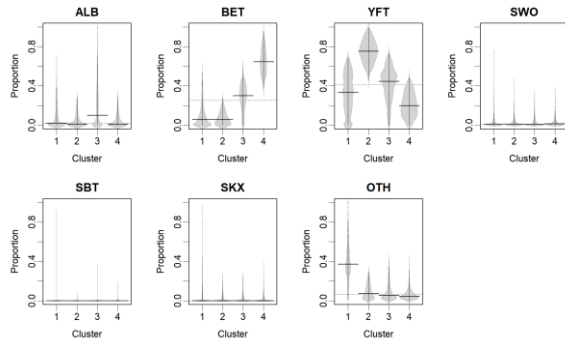 ALB
BET
YFT
SWO
Proportion
0.0 0.4 0.8
1 2 3 4
Cluster
Proportion
0.0 0.4 0.8
1 2 3 4
Cluster
Proportion
0.0 0.4 0.8
1 2 3 4
Cluster
Proportion
0.0 0.4 0.8
1 2 3 4
Cluster
SBT
SKX
OTH
Proportion
0.0 0.4 0.8
1 2 3 4
Cluster
Proportion
0.0 0.4 0.8
1 2 3 4
Cluster
Proportion
0.0 0.4 0.8
1 2 3 4
Cluster